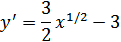 y′ = 3/2 x^{1/2} − 3